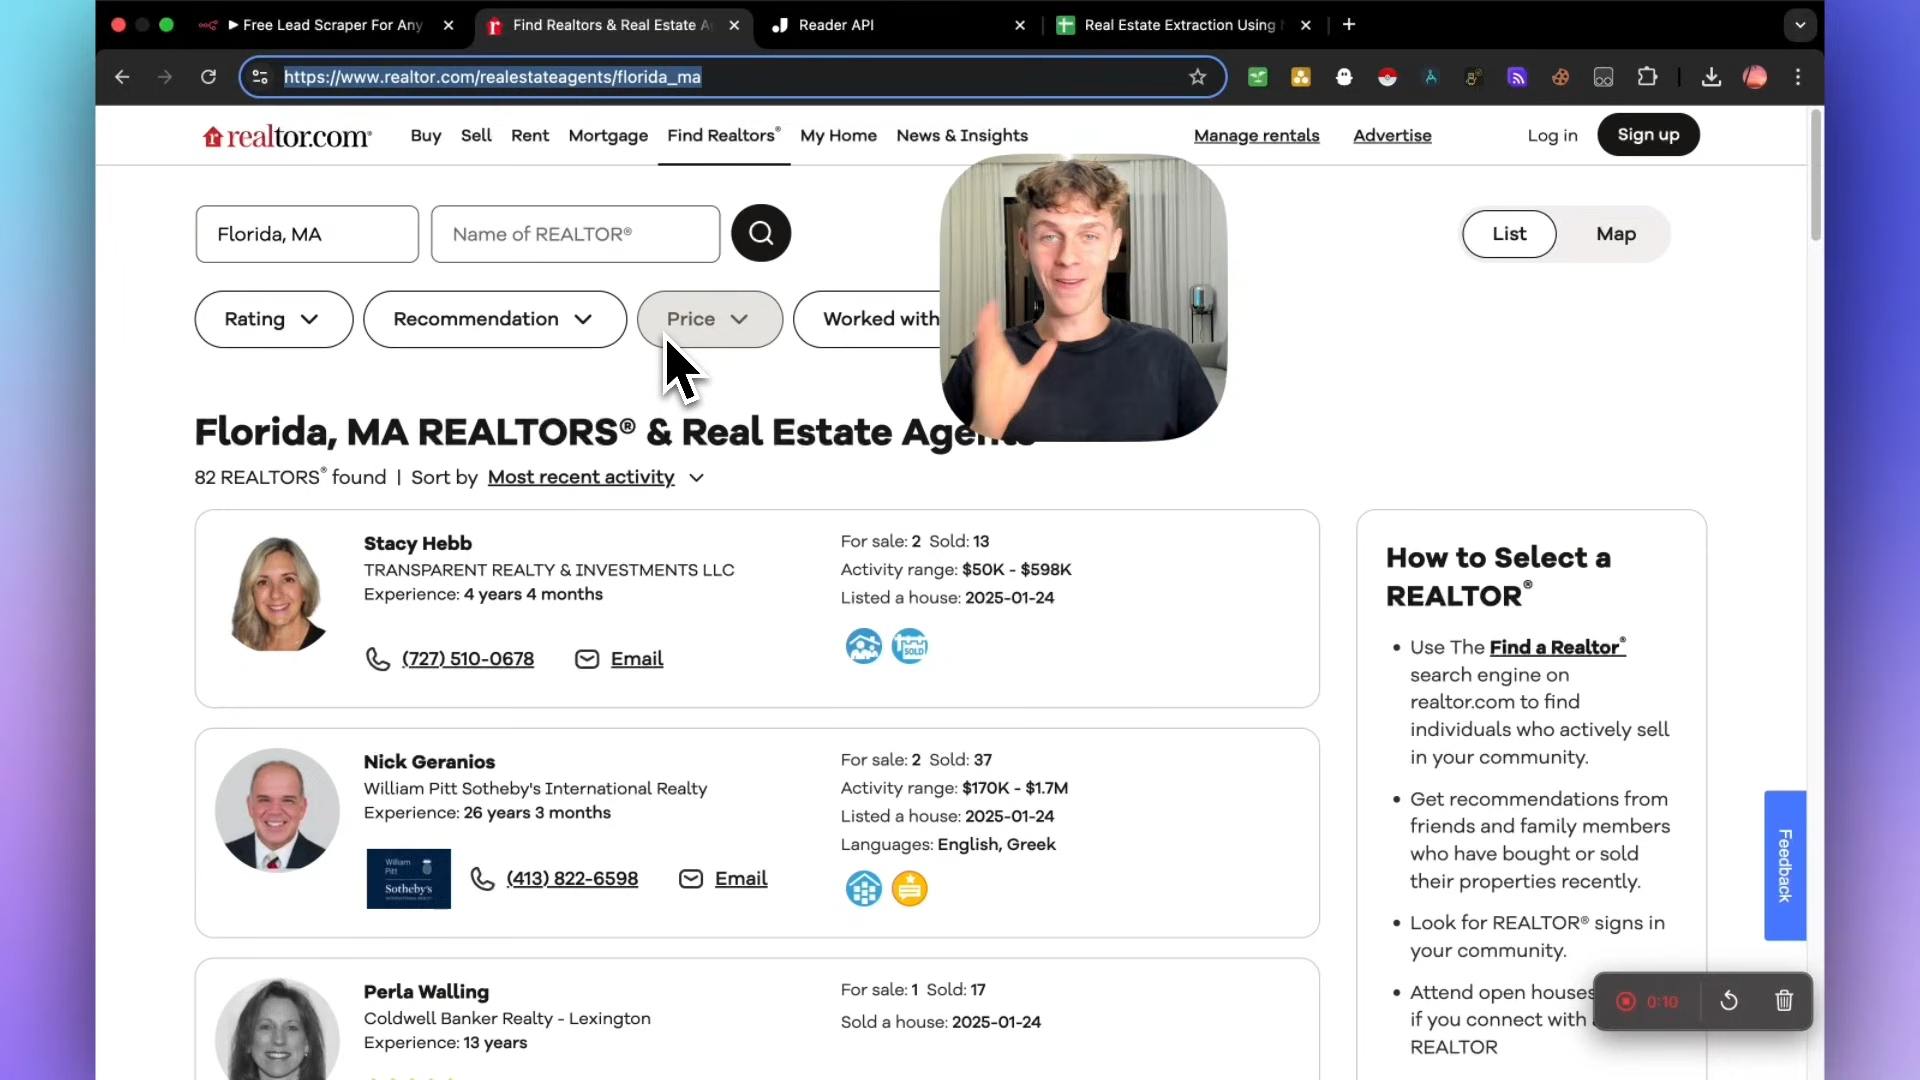 ▶ Free Lead Scraper For Any
Find Realtors & Real Estate A
Reader API
Real Estate Extraction Using
https://www.realtor.com/realestateagents/florida_ma
realtor.com®
Buy
Sell
Rent
Mortgage
Find Realtors®
My Home
News & Insights
Manage rentals
Advertise
Log in
Sign up
Florida, MA
Name of REALTOR®
List
Map
Rating
Recommendation
Price
Worked with
Florida, MA REALTORS® & Real Estate Agents
82 REALTORS® found | Sort by Most recent activity
Stacy Hebb
TRANSPARENT REALTY & INVESTMENTS LLC
Experience: 4 years 4 months
(727) 510-0678
Email
For sale: 2 Sold: 13
Activity range: $50K - $598K
Listed a house: 2025-01-24
SOLD
Nick Geranios
William Pitt Sotheby's International Realty
Experience: 26 years 3 months
William
Pitt
Sotheby's
(413) 822-6598
Email
For sale: 2 Sold: 37
Activity range: $170K - $1.7M
Listed a house: 2025-01-24
Languages: English, Greek
Perla Walling
Coldwell Banker Realty - Lexington
Experience: 13 years
For sale: 1 Sold: 17
Sold a house: 2025-01-24
How to Select a
REALTOR®
• Use The Find a Realtor®
search engine on
realtor.com to find
individuals who actively sell
in your community.
• Get recommendations from
friends and family members
who have bought or sold
their properties recently.
• Look for REALTOR® signs in
your community.
• Attend open houses
if you connect with
REALTOR
Feedback
0:10